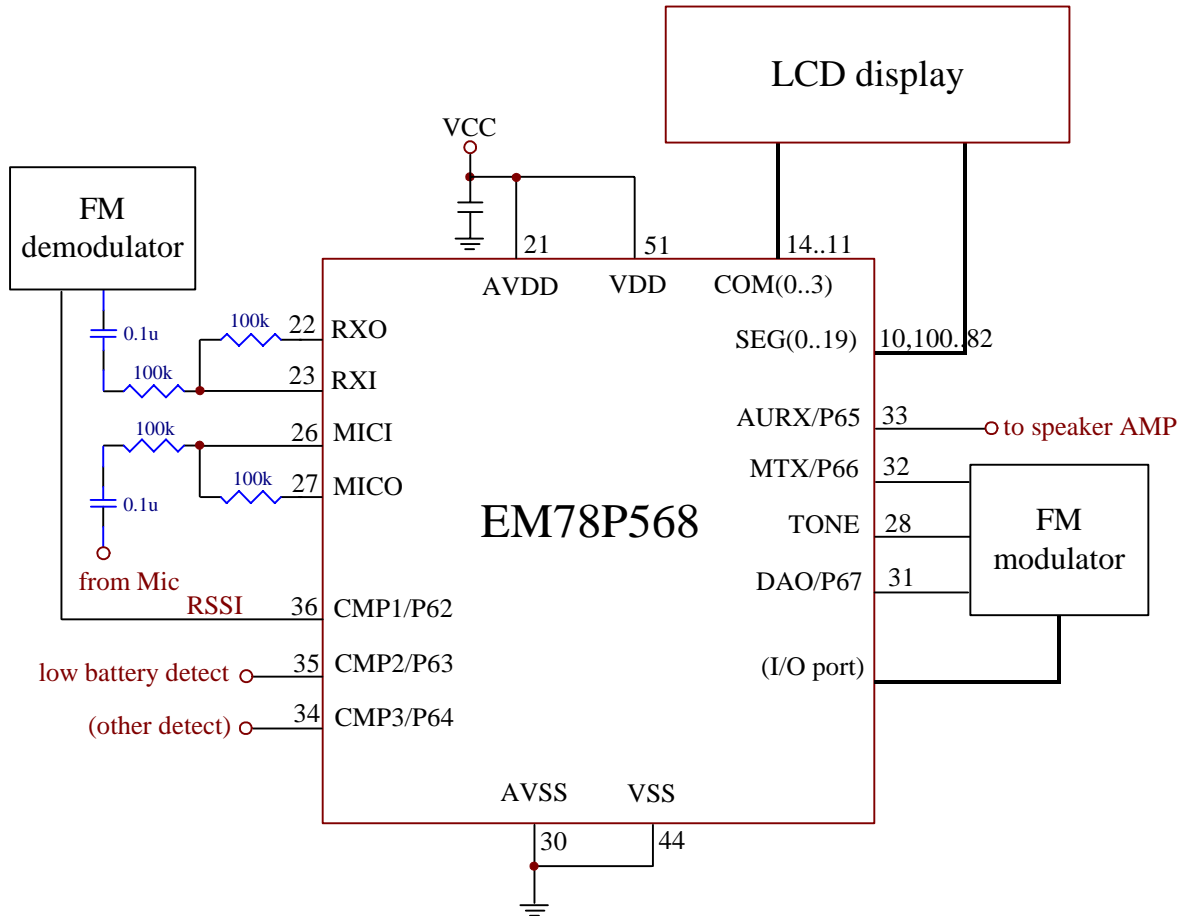 LCD display
VCC
FM
demodulator
21
51
14..11
AVDD
VDD
COM(0..3)
0.1u
100k
22
RXO
SEG(0..19)
10,100..82
100k
23
RXI
AURX/P65
33
to speaker AMP
100k
26
MICI
MTX/P66
32
100k
27
MICO
0.1u
EM78P568
TONE
28
FM
modulator
from Mic
DAO/P67
31
RSSI
36
CMP1/P62
low battery detect
35
CMP2/P63
(I/O port)
(other detect)
34
CMP3/P64
AVSS
VSS
30
44